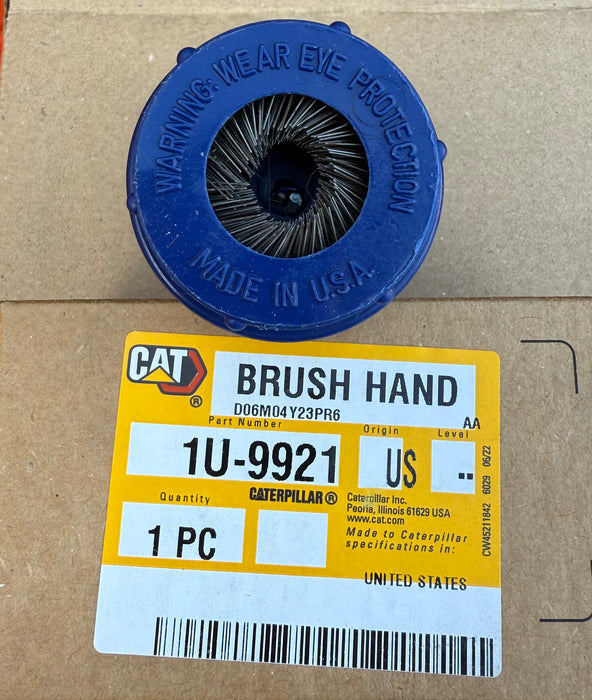 WARNING: WEAR EYE PROTECTION
MADE IN U.S.A.
CAT®
BRUSH HAND
D06M04Y23PR6
AA
Part Number
Origin
Level
1U-9921
US
--
Quantity
CATERPILLAR®
1 PC
Caterpillar Inc.
Peoria, Illinois 61629 USA
www.cat.com
Made to Caterpillar
specifications in:
UNITED STATES
CW45211842 6029 06/22